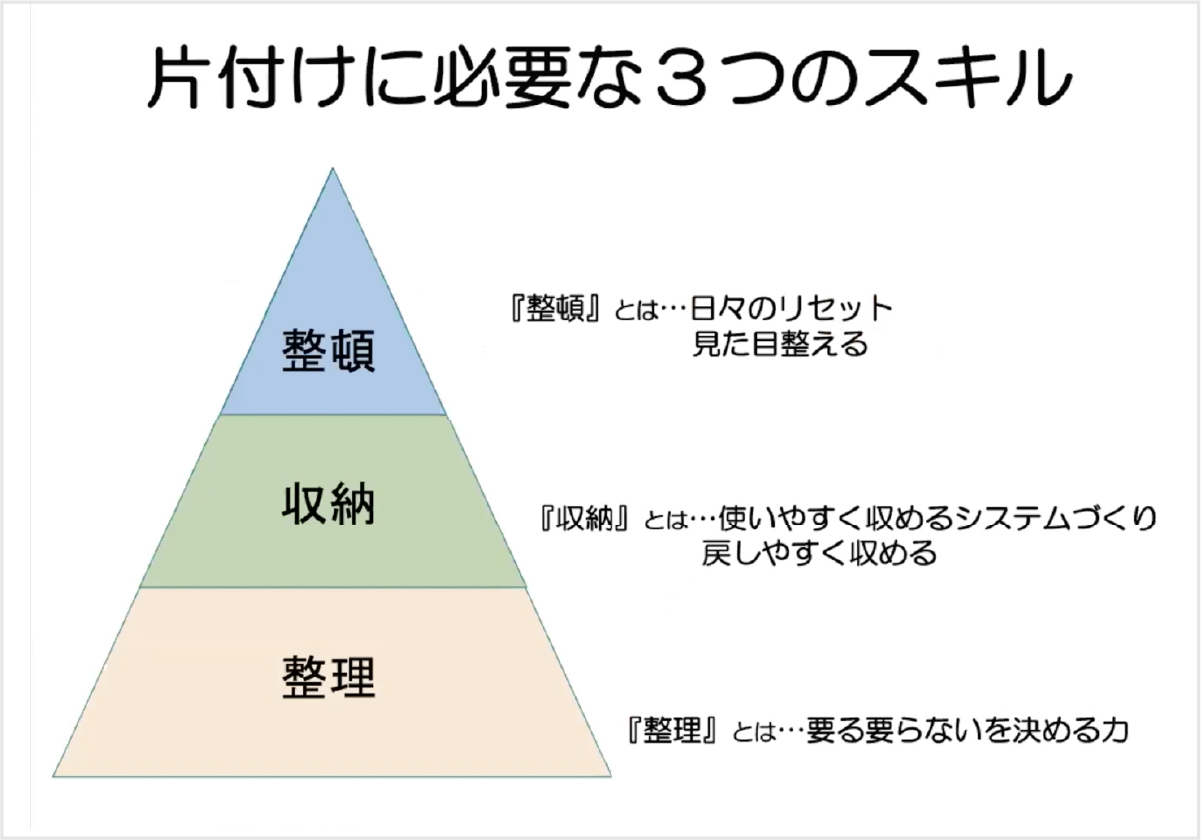 片付けに必要な３つのスキル
整頓
『整頓』とは…日々のリセット
見た目整える
収納
『収納』とは…使いやすく収めるシステムづくり
戻しやすく収める
整理
『整理』とは…要る要らないを決める力